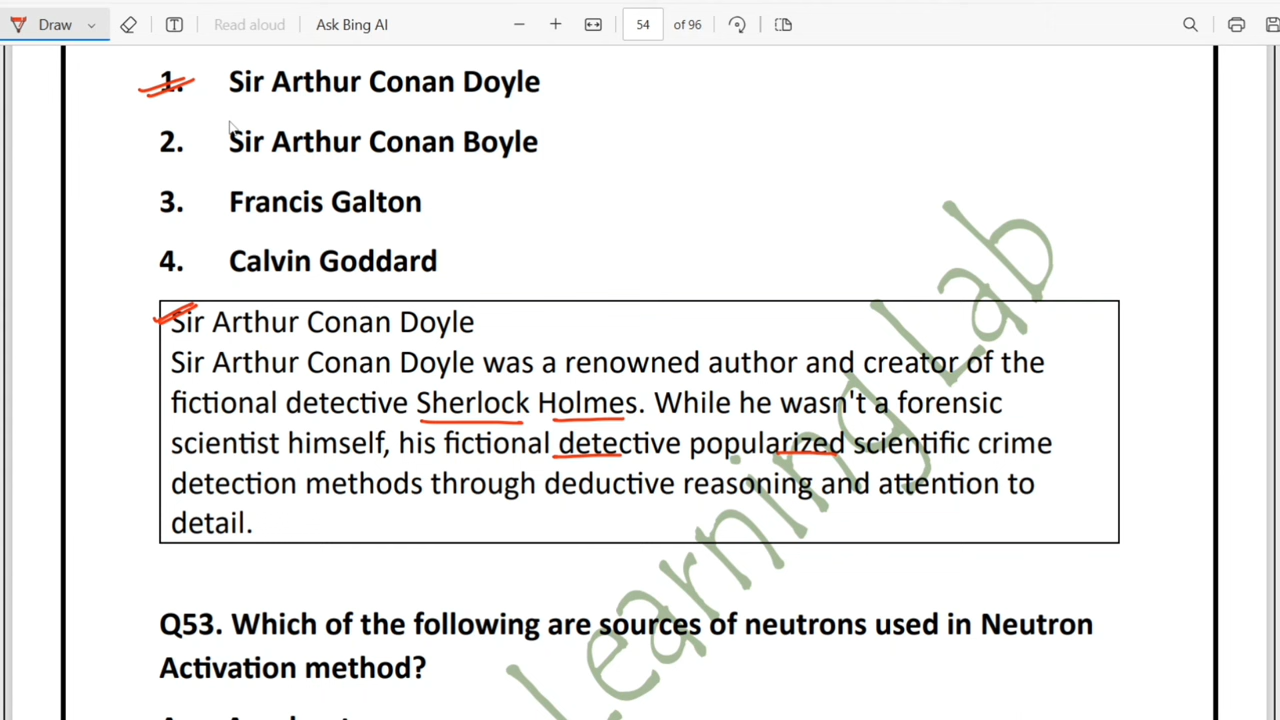 Draw
Read aloud
Ask Bing AI
54
of 96
1. Sir Arthur Conan Doyle
2. Sir Arthur Conan Boyle
3. Francis Galton
4. Calvin Goddard
Sir Arthur Conan Doyle
Sir Arthur Conan Doyle was a renowned author and creator of the
fictional detective Sherlock Holmes. While he wasn't a forensic
scientist himself, his fictional detective popularized scientific crime
detection methods through deductive reasoning and attention to
detail.
Q53. Which of the following are sources of neutrons used in Neutron
Activation method?
Learning Lab